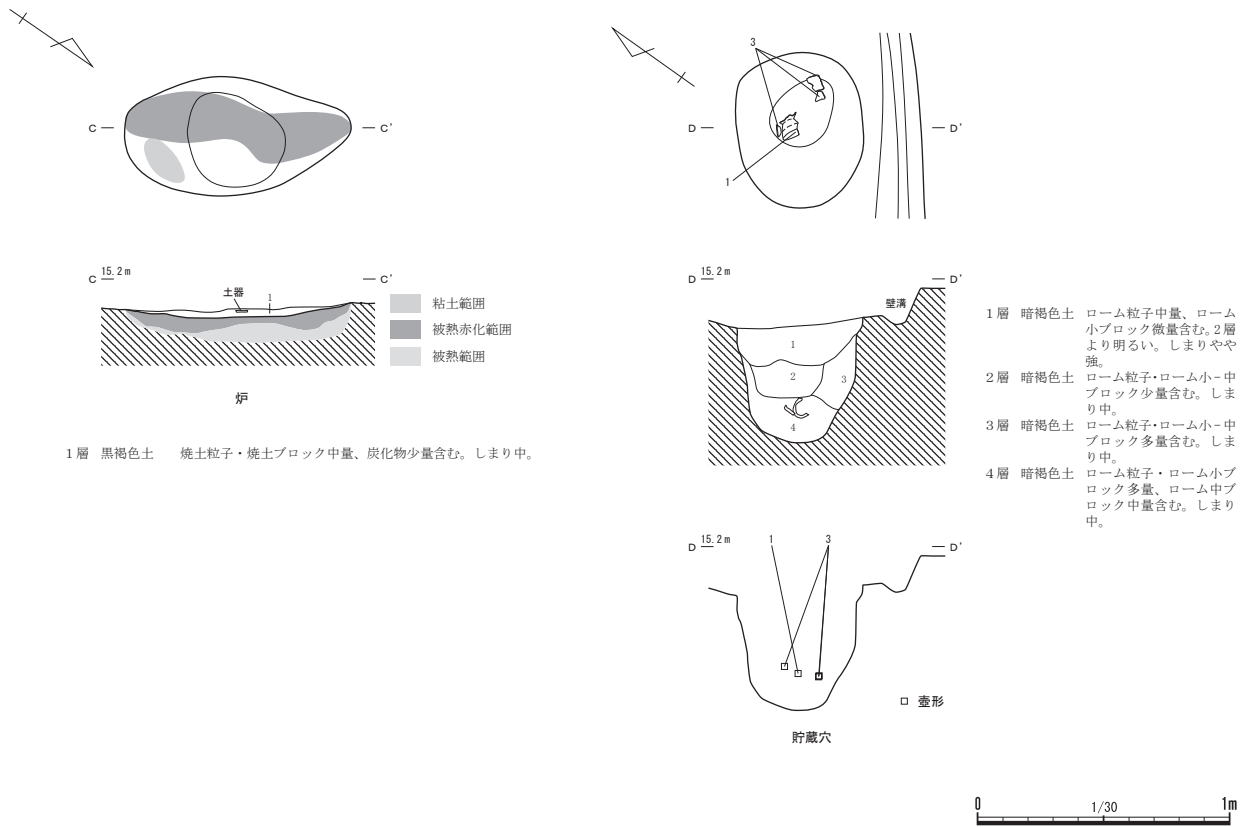 C
C'
C
15.2m
C'
土器
1
粘土範囲
被熱赤化範囲
被熱範囲
炉
1層 黒褐色土 焼土粒子・焼土ブロック中量、炭化物少量含む。しまり中。
3
D
D'
1
D
15.2m
D'
壁溝
1
2
3
4
1層 暗褐色土 ローム粒子中量、ローム
小ブロック微量含む。2層
より明るい。しまりやや
強。
2層 暗褐色土 ローム粒子・ローム小-中
ブロック少量含む。しま
り中。
3層 暗褐色土 ローム粒子・ローム小-中
ブロック多量含む。しま
り中。
4層 暗褐色土 ローム粒子・ローム小ブ
ロック多量、ローム中ブ
ロック中量含む。しまり
中。
D
15.2m
1
3
D'
壺形
貯蔵穴
0
1/30
1m